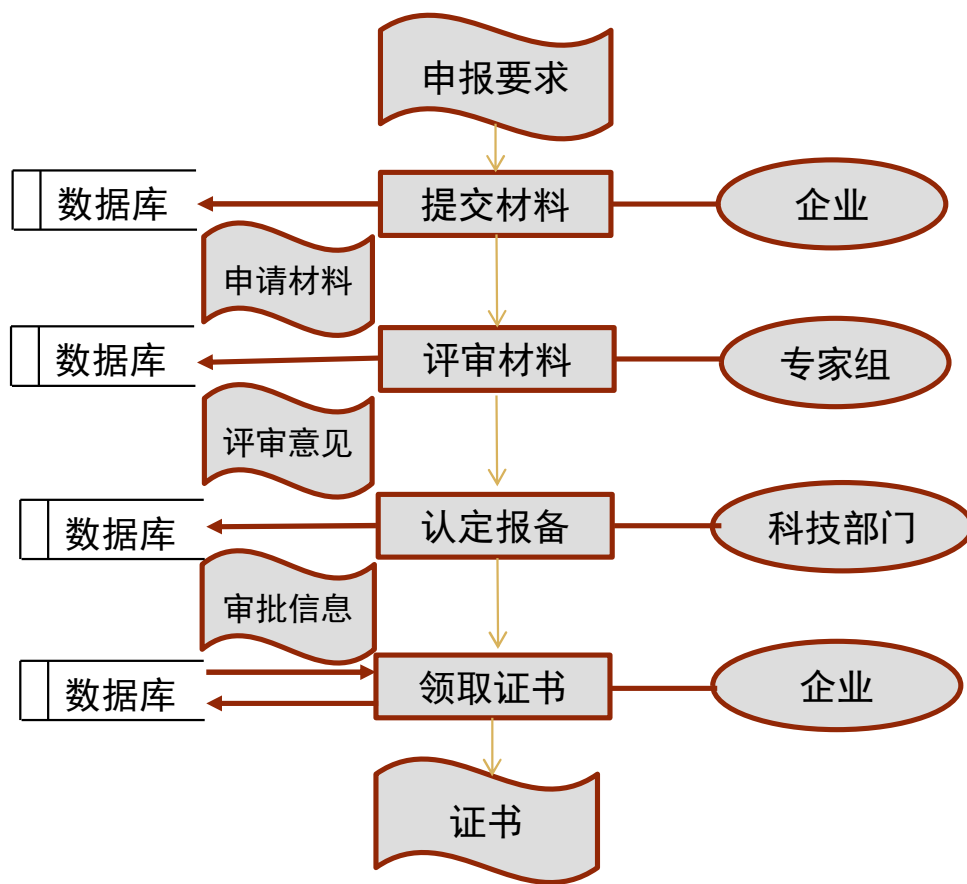 申报要求
数据库
提交材料
企业
申请材料
数据库
评审材料
专家组
评审意见
数据库
认定报备
科技部门
审批信息
数据库
领取证书
企业
证书